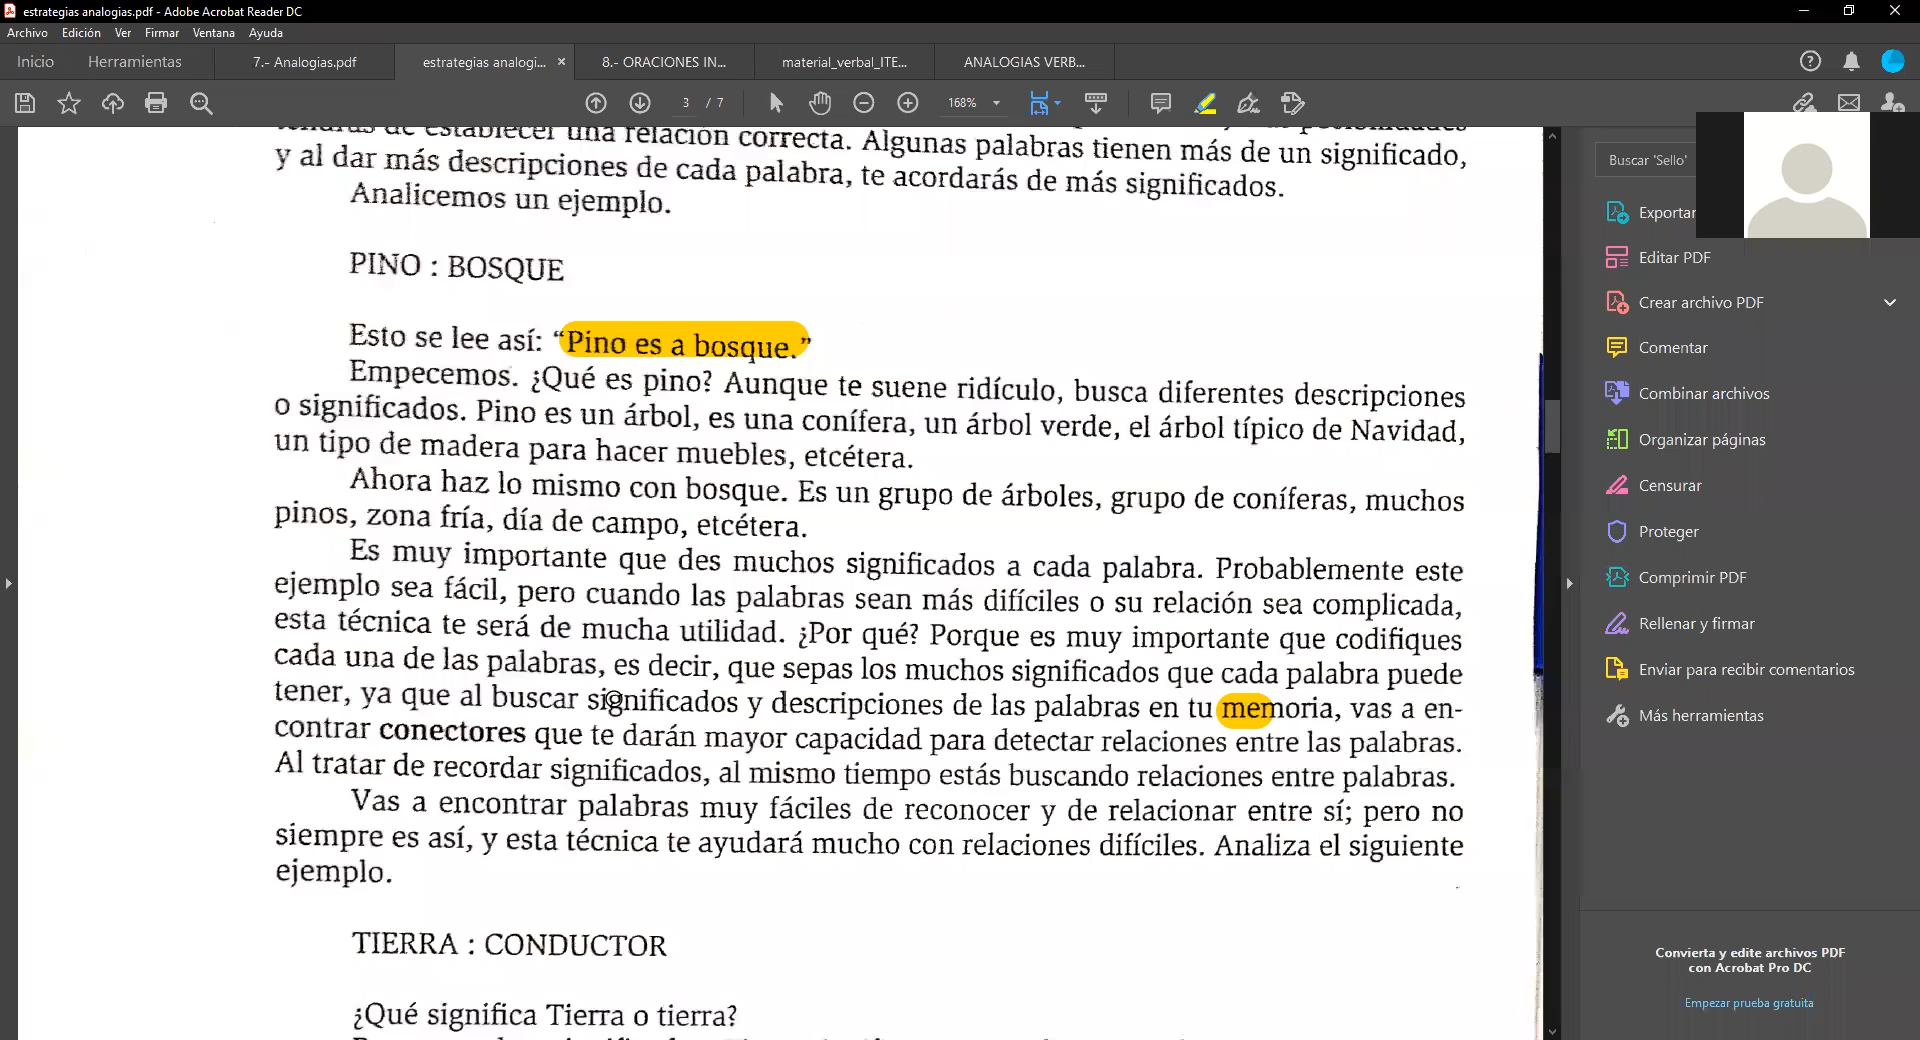 estrategias analogias.pdf - Adobe Acrobat Reader DC
Archivo Edición Ver Firmar Ventana Ayuda
Inicio Herramientas 7.- Analogias.pdf estrategias analogi... × 8.- ORACIONES IN... material_verbal_ITE... ANALOGIAS VERB...
3 / 7 168%
tendrás de establecer una relación correcta. Algunas palabras tienen más de un significado,
y al dar más descripciones de cada palabra, te acordarás de más significados.
Analicemos un ejemplo.
PINO : BOSQUE
Esto se lee así: “Pino es a bosque.”
Empecemos. ¿Qué es pino? Aunque te suene ridículo, busca diferentes descripciones
o significados. Pino es un árbol, es una conífera, un árbol verde, el árbol típico de Navidad,
un tipo de madera para hacer muebles, etcétera.
Ahora haz lo mismo con bosque. Es un grupo de árboles, grupo de coníferas, muchos
pinos, zona fría, día de campo, etcétera.
Es muy importante que des muchos significados a cada palabra. Probablemente este
ejemplo sea fácil, pero cuando las palabras sean más difíciles o su relación sea complicada,
esta técnica te será de mucha utilidad. ¿Por qué? Porque es muy importante que codifiques
cada una de las palabras, es decir, que sepas los muchos significados que cada palabra puede
tener, ya que al buscar significados y descripciones de las palabras en tu memoria, vas a en-
contrar conectores que te darán mayor capacidad para detectar relaciones entre las palabras.
Al tratar de recordar significados, al mismo tiempo estás buscando relaciones entre palabras.
Vas a encontrar palabras muy fáciles de reconocer y de relacionar entre sí; pero no
siempre es así, y esta técnica te ayudará mucho con relaciones difíciles. Analiza el siguiente
ejemplo.
TIERRA : CONDUCTOR
¿Qué significa Tierra o tierra?
Buscar 'Sello'
Exportar
Editar PDF
Crear archivo PDF
Comentar
Combinar archivos
Organizar páginas
Censurar
Proteger
Comprimir PDF
Rellenar y firmar
Enviar para recibir comentarios
Más herramientas
Convierta y edite archivos PDF
con Acrobat Pro DC
Empezar prueba gratuita